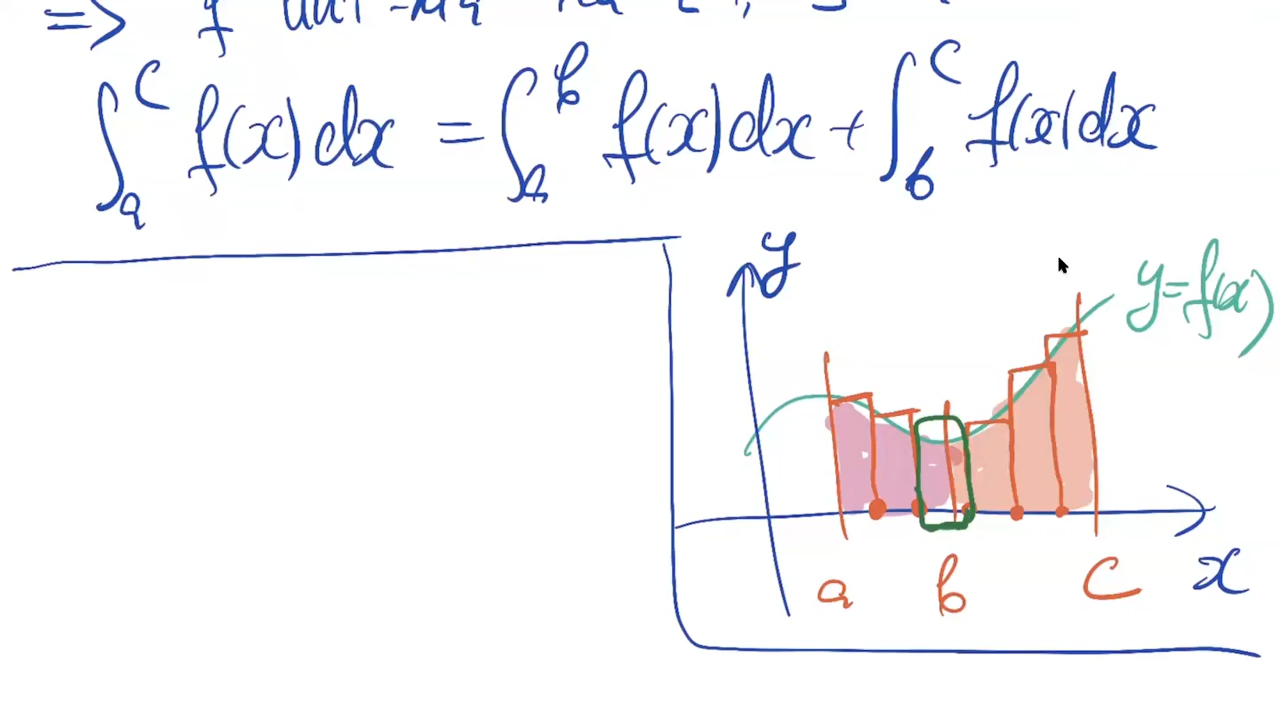 => f
∫_a^c f(x)dx = ∫_a^b f(x)dx + ∫_b^c f(x)dx
y
y=f(x)
a b c x